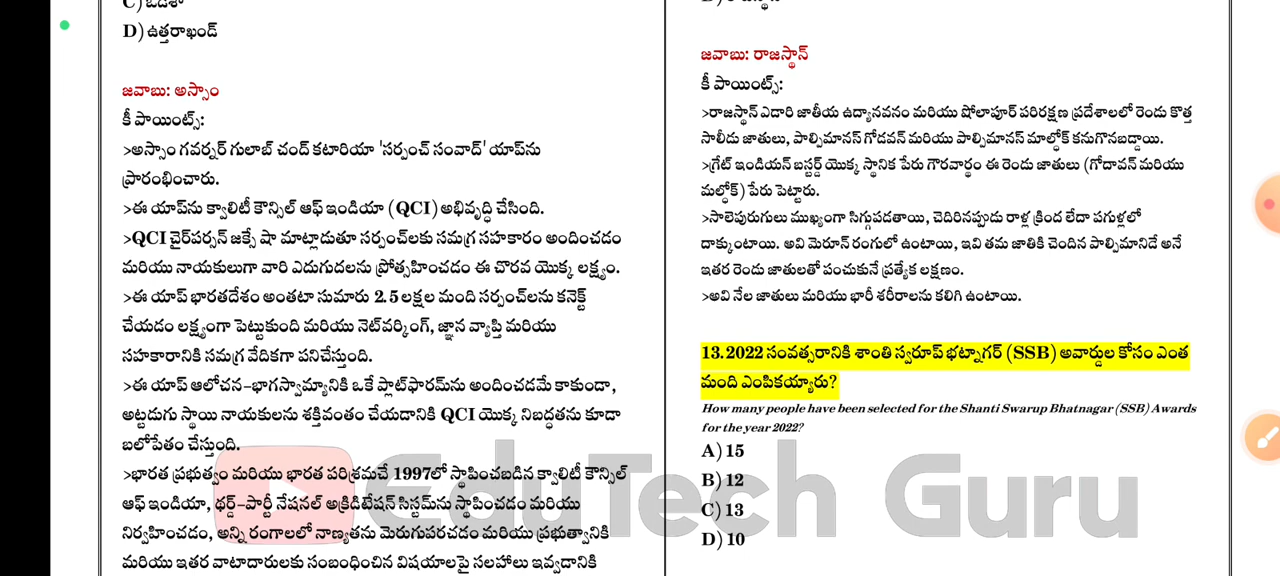 D) ఉత్తరాఖండ్
జవాబు: అస్సాం
కీ పాయింట్స్:
>అస్సాం గవర్నర్ గులాబ్ చంద్ కటారియా 'సర్పంచ్ సంవాద్' యాప్‌ను
ప్రారంభించారు.
>ఈ యాప్‌ను క్వాలిటీ కౌన్సిల్ ఆఫ్ ఇండియా (QCI) అభివృద్ధి చేసింది.
>QCI చైర్‌పర్సన్ జక్సే షా మాట్లాడుతూ సర్పంచ్‌లకు సమగ్ర సహకారం అందించడం
మరియు నాయకులుగా వారి ఎదుగుదలను ప్రోత్సహించడం ఈ చొరవ యొక్క లక్ష్యం.
>ఈ యాప్ భారతదేశం అంతటా సుమారు 2.5 లక్షల మంది సర్పంచ్‌లను కనెక్ట్
చేయడం లక్ష్యంగా పెట్టుకుంది మరియు నెట్‌వర్కింగ్, జ్ఞాన వ్యాప్తి మరియు
సహకారానికి సమగ్ర వేదికగా పనిచేస్తుంది.
>ఈ యాప్ ఆలోచన-భాగస్వామ్యానికి ఒకే ప్లాట్‌ఫారమ్‌ను అందించడమే కాకుండా,
అట్టడుగు స్థాయి నాయకులను శక్తివంతం చేయడానికి QCI యొక్క నిబద్ధతను కూడా
బలోపేతం చేస్తుంది.
>భారత ప్రభుత్వం మరియు భారత పరిశ్రమచే 1997లో స్థాపించబడిన క్వాలిటీ కౌన్సిల్
ఆఫ్ ఇండియా, థర్డ్-పార్టీ నేషనల్ అక్రిడిటేషన్ సిస్టమ్‌ను స్థాపించడం మరియు
నిర్వహించడం, అన్ని రంగాలలో నాణ్యతను మెరుగుపరచడం మరియు ప్రభుత్వానికి
మరియు ఇతర వాటాదారులకు సంబంధించిన విషయాలపై సలహాలు ఇవ్వడానికి
జవాబు: రాజస్థాన్
కీ పాయింట్స్:
>రాజస్థాన్ ఎడారి జాతీయ ఉద్యానవనం మరియు షోలాపూర్ పరిరక్షణ ప్రదేశాలలో రెండు కొత్త
సాలీడు జాతులు, పాల్పిమానస్ గోడవన్ మరియు పాల్పిమానస్ మాల్ధోక్ కనుగొనబడ్డాయి.
>గ్రేట్ ఇండియన్ బస్టర్డ్ యొక్క స్థానిక పేరు గౌరవార్థం ఈ రెండు జాతులు (గోదావన్ మరియు
మల్ధోక్) పేరు పెట్టారు.
>సాలెపురుగులు ముఖ్యంగా సిగ్గుపడతాయి, చెదిరినప్పుడు రాళ్ల క్రింద లేదా పగుళ్లలో
దాక్కుంటాయి. అవి మెరూన్ రంగులో ఉంటాయి, ఇవి తమ జాతికి చెందిన పాల్పిమానిడే అనే
ఇతర రెండు జాతులతో పంచుకునే ప్రత్యేక లక్షణం.
>అవి నేల జాతులు మరియు భారీ శరీరాలను కలిగి ఉంటాయి.
13.2022 సంవత్సరానికి శాంతి స్వరూప్ భట్నాగర్ (SSB) అవార్డుల కోసం ఎంత
మంది ఎంపికయ్యారు?
How many people have been selected for the Shanti Swarup Bhatnagar (SSB) Awards
for the year 2022?
A) 15
B) 12
C) 13
D) 10
EduTech Guru